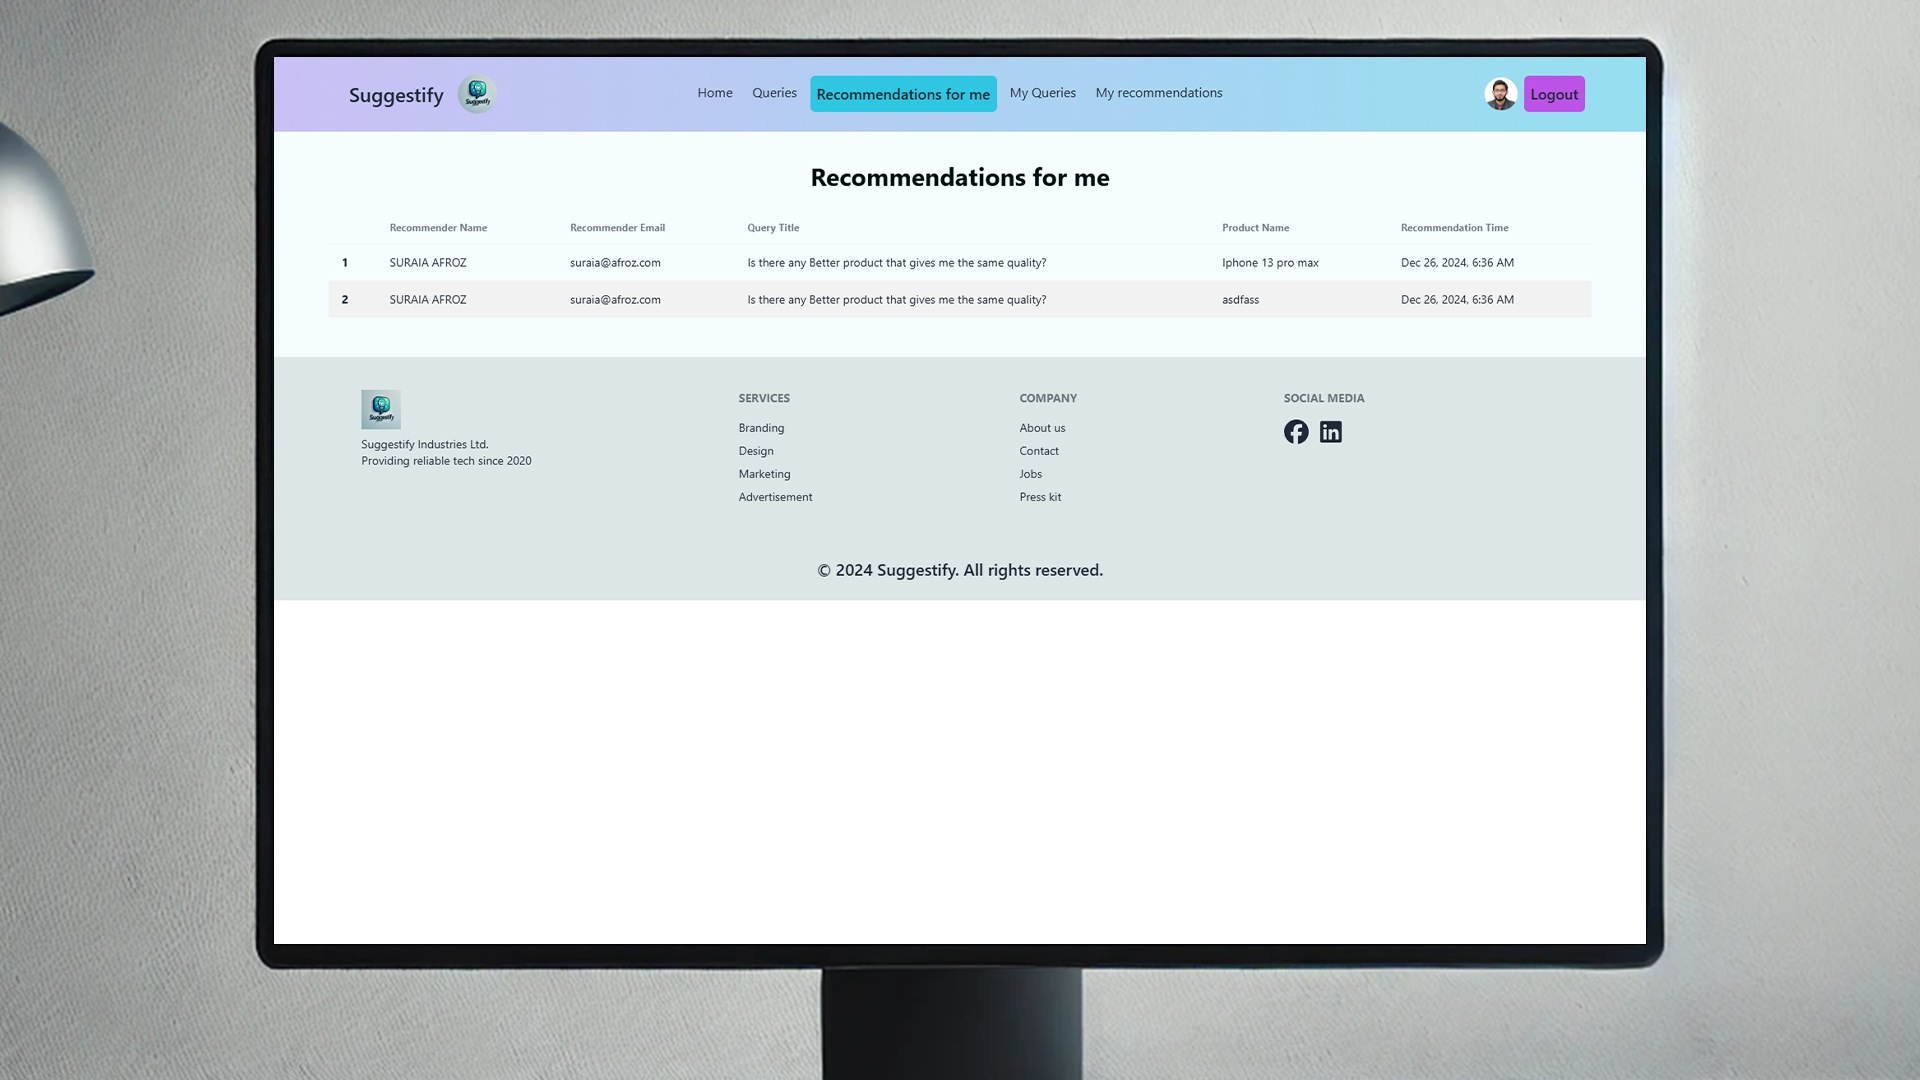 Suggestify Suggestify Home Queries Recommendations for me My Queries My recommendations Logout
Recommendations for me
Recommender Name Recommender Email Query Title Product Name Recommendation Time
1 SURAIA AFROZ suraia@afroz.com Is there any Better product that gives me the same quality? Iphone 13 pro max Dec 26, 2024, 6:36 AM
2 SURAIA AFROZ suraia@afroz.com Is there any Better product that gives me the same quality? asdfass Dec 26, 2024, 6:36 AM
Suggestify
Suggestify Industries Ltd.
Providing reliable tech since 2020
SERVICES
Branding
Design
Marketing
Advertisement
COMPANY
About us
Contact
Jobs
Press kit
SOCIAL MEDIA
© 2024 Suggestify. All rights reserved.